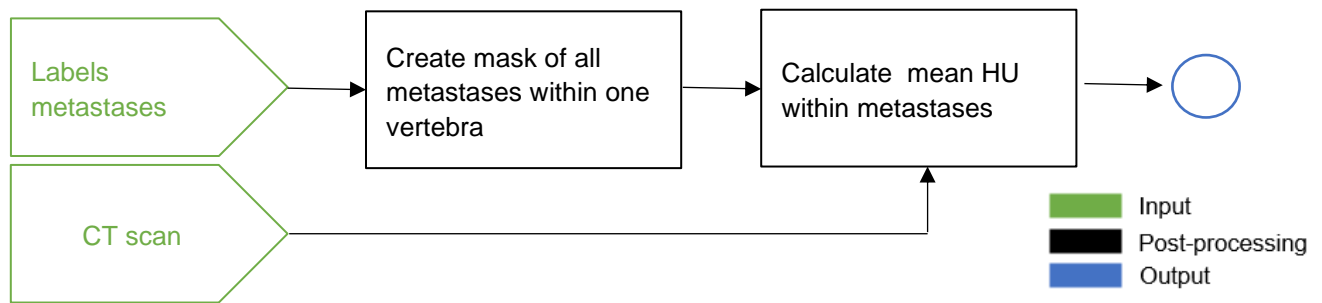 Labels
metastases
Create mask of all
metastases within one
vertebra
Calculate mean HU
within metastases
CT scan
Input
Post-processing
Output